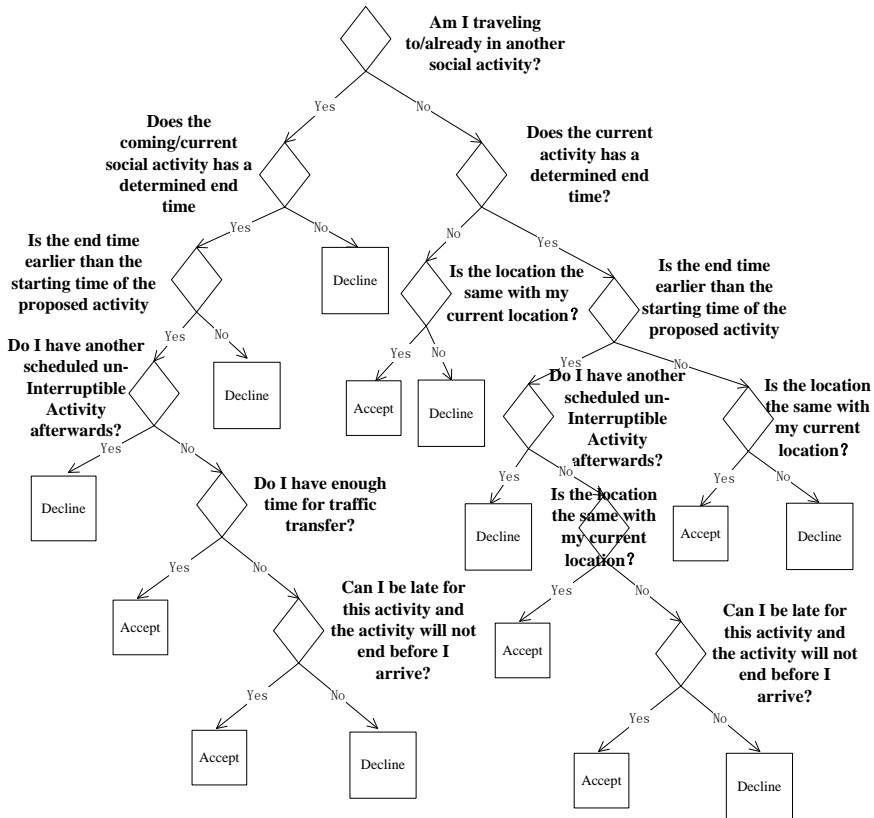 Am I traveling
to/already in another
social activity?
Yes
No
Does the
coming/current
social activity has a
determined end
time
Does the current
activity has a
determined end
time?
Yes
No
No
Yes
Is the end time
earlier than the
starting time of the
proposed activity
Decline
Is the location the
same with my
current location?
Is the end time
earlier than the
starting time of the
proposed activity
Yes
No
Yes
No
Yes
No
Do I have another
scheduled un-
Interruptible
Activity
afterwards?
Decline
Accept
Decline
Do I have another
scheduled un-
Interruptible
Activity
afterwards?
Is the location
the same with
my current
location?
Yes
No
Yes
No
Yes
No
Decline
Do I have enough
time for traffic
transfer?
Decline
Is the location
the same with
my current
location?
Accept
Decline
Yes
No
Yes
No
Accept
Can I be late for
this activity and
the activity will not
end before I
arrive?
Accept
Can I be late for
this activity and
the activity will not
end before I
arrive?
Yes
No
Yes
No
Accept
Decline
Accept
Decline